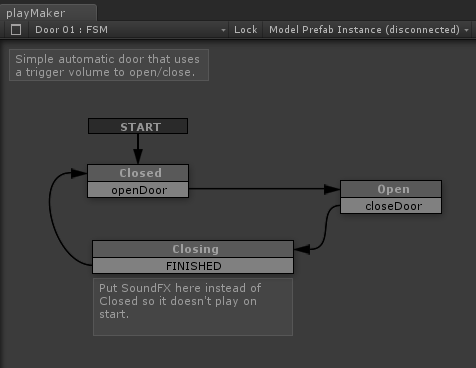 playMaker
Door 01 : FSM
Lock
Model Prefab Instance (disconnected)
Simple automatic door that uses
a trigger volume to open/close.
START
Closed
openDoor
Open
closeDoor
Closing
FINISHED
Put SoundFX here instead of
Closed so it doesn't play on
start.